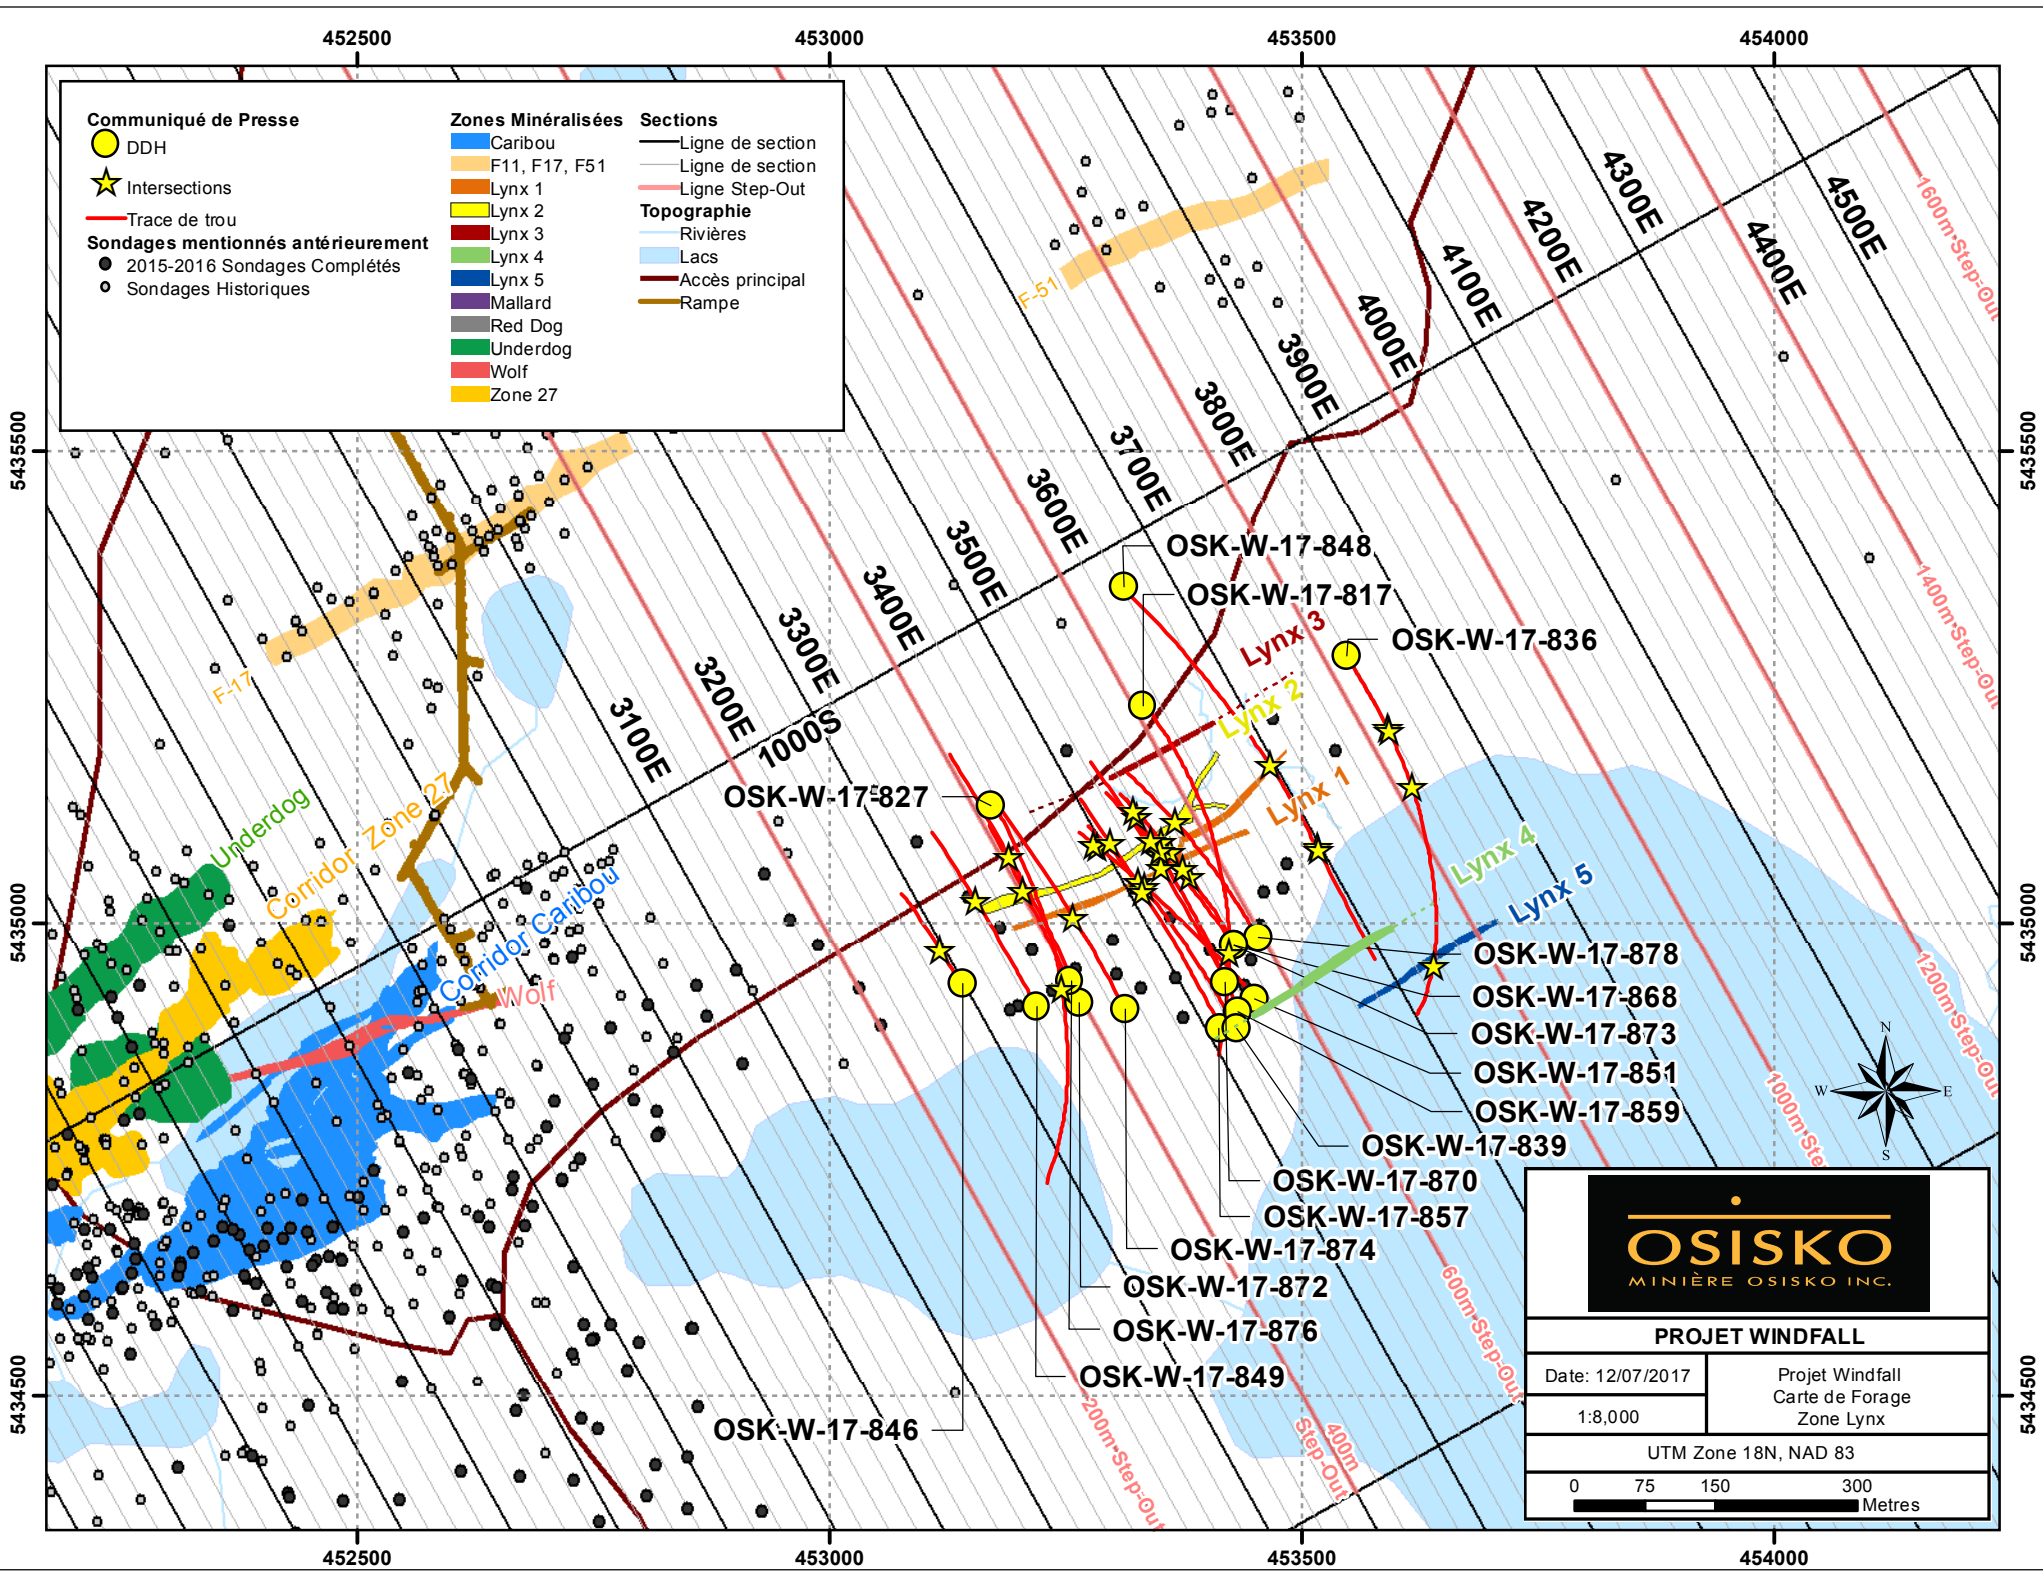 452500
453000
453500
454000
Communiqué de Presse
DDH
Intersections
Trace de trou
Sondages mentionnés antérieurement
2015-2016 Sondages Complétés
Sondages Historiques
Zones Minéralisées
Caribou
F11, F17, F51
Lynx 1
Lynx 2
Lynx 3
Lynx 4
Lynx 5
Mallard
Red Dog
Underdog
Wolf
Zone 27
Sections
Ligne de section
Ligne de section
Ligne Step-Out
Topographie
Rivières
Lacs
Accès principal
Rampe
5435500
5435000
5434500
5435500
5435000
5434500
F-51
F-17
4500E
4400E
4300E
4200E
4100E
4000E
3900E
3800E
3700E
3600E
3500E
3400E
3300E
3200E
3100E
1000S
1600m Step-Out
1400m Step-Out
1200m Step-Out
1000m Step
600m Step-Out
400m
Step-Out
200m Step-Out
OSK-W-17-848
OSK-W-17-817
OSK-W-17-836
OSK-W-17-827
Lynx 3
Lynx 2
Lynx 1
Lynx 4
Lynx 5
Underdog
Corridor Zone 27
Corridor Caribou
Wolf
OSK-W-17-878
OSK-W-17-868
OSK-W-17-873
OSK-W-17-851
OSK-W-17-859
OSK-W-17-839
OSK-W-17-870
OSK-W-17-857
OSK-W-17-874
OSK-W-17-872
OSK-W-17-876
OSK-W-17-849
OSK-W-17-846
N
W
E
S
OSISKO
MINIÈRE OSISKO INC.
PROJET WINDFALL
Date: 12/07/2017
1:8,000
Projet Windfall
Carte de Forage
Zone Lynx
UTM Zone 18N, NAD 83
0 75 150 300
Metres
452500
453000
453500
454000